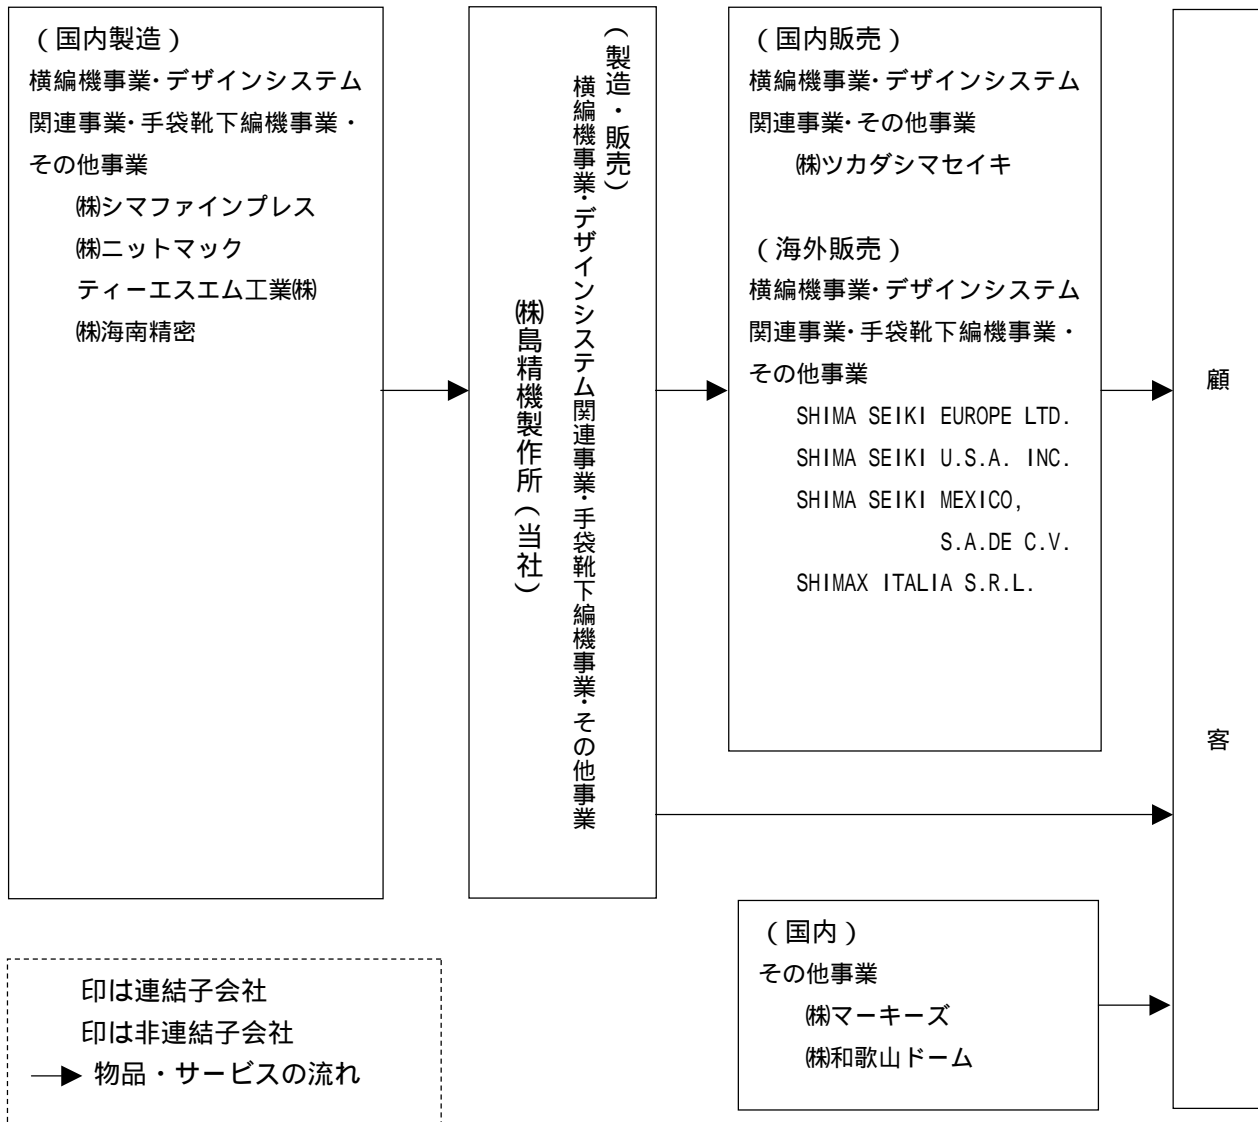 （国内製造）
横編機事業・デザインシステム
関連事業・手袋靴下編機事業・
その他事業
㈱シマファインプレス
㈱ニットマック
ティーエスエム工業㈱
㈱海南精密
（製造・販売）
横編機事業・デザインシステム関連事業・手袋靴下編機事業・その他事業
㈱島精機製作所（当社）
（国内販売）
横編機事業・デザインシステム
関連事業・その他事業
㈱ツカダシマセイキ
（海外販売）
横編機事業・デザインシステム
関連事業・手袋靴下編機事業・
その他事業
SHIMA SEIKI EUROPE LTD.
SHIMA SEIKI U.S.A. INC.
SHIMA SEIKI MEXICO,
S.A.DE C.V.
SHIMAX ITALIA S.R.L.
（国内）
その他事業
㈱マーキーズ
㈱和歌山ドーム
顧客
印は連結子会社
印は非連結子会社
物品・サービスの流れ